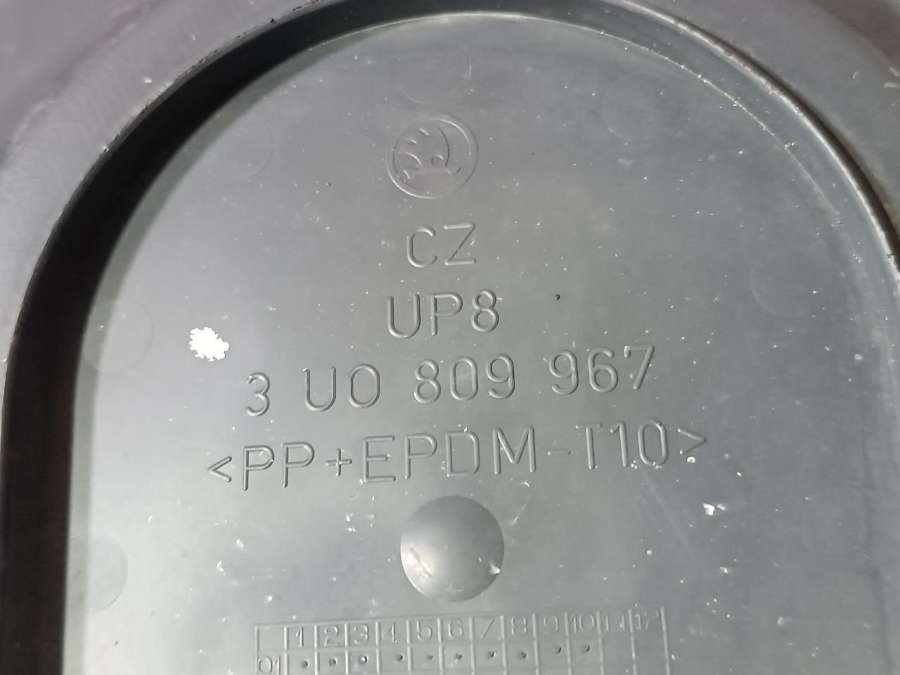 CZ
UP8
3 U0 809 967
<PP+EPDM-T10>
1 2 3 4 5 6 7 8 9 10 11 12
01